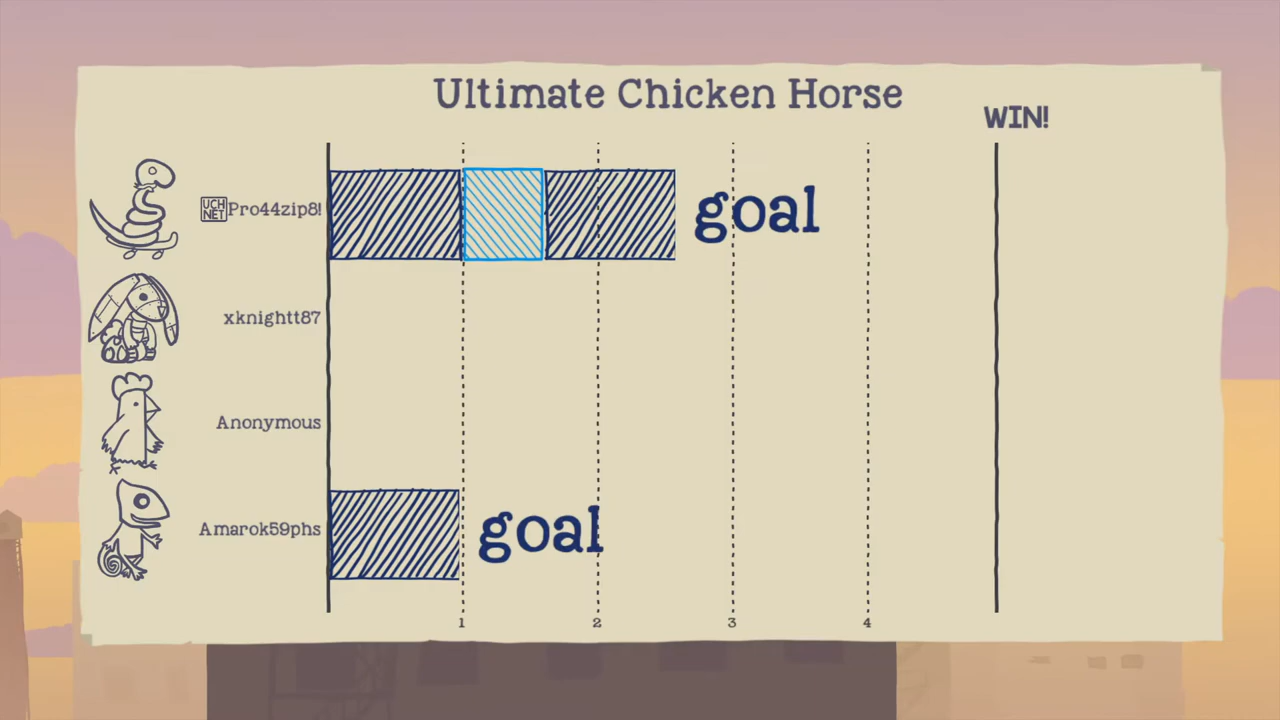 Ultimate Chicken Horse
WIN!
UCH NET Pro44zip8! goal
xknightt87
Anonymous
Amarok59phs goal
1 2 3 4